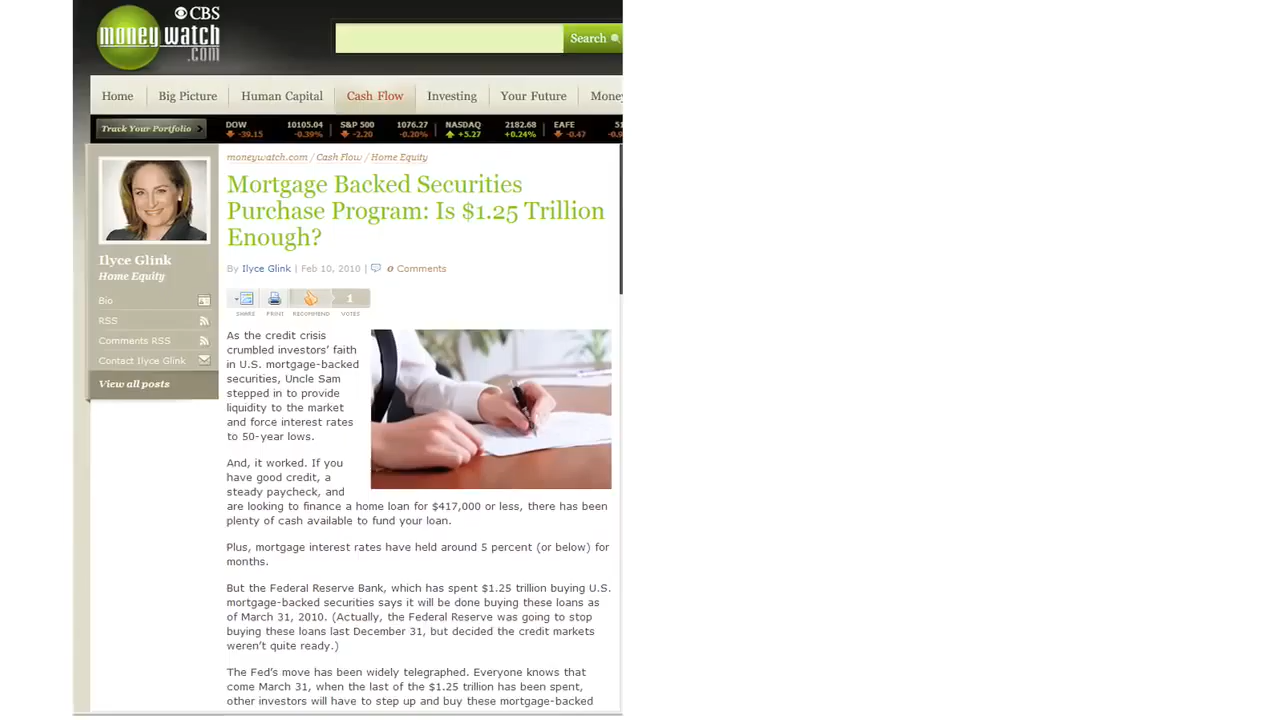 CBS
moneywatch
.com
Search
Home Big Picture Human Capital Cash Flow Investing Your Future
Track Your Portfolio
DOW 10105.04 S&P 500 1076.27 NASDAQ 2182.68 EAFE
-39.15 -0.39% -2.20 -0.20% +5.27 +0.24% -0.47
moneywatch.com / Cash Flow / Home Equity
Mortgage Backed Securities
Purchase Program: Is $1.25 Trillion
Enough?
By Ilyce Glink | Feb 10, 2010 | 0 Comments
1
SHARE PRINT RECOMMEND VOTES
Ilyce Glink
Home Equity
Bio
RSS
Comments RSS
Contact Ilyce Glink
View all posts
As the credit crisis
crumbled investors' faith
in U.S. mortgage-backed
securities, Uncle Sam
stepped in to provide
liquidity to the market
and force interest rates
to 50-year lows.
And, it worked. If you
have good credit, a
steady paycheck, and
are looking to finance a home loan for $417,000 or less, there has been
plenty of cash available to fund your loan.
Plus, mortgage interest rates have held around 5 percent (or below) for
months.
But the Federal Reserve Bank, which has spent $1.25 trillion buying U.S.
mortgage-backed securities says it will be done buying these loans as
of March 31, 2010. (Actually, the Federal Reserve was going to stop
buying these loans last December 31, but decided the credit markets
weren't quite ready.)
The Fed's move has been widely telegraphed. Everyone knows that
come March 31, when the last of the $1.25 trillion has been spent,
other investors will have to step up and buy these mortgage-backed